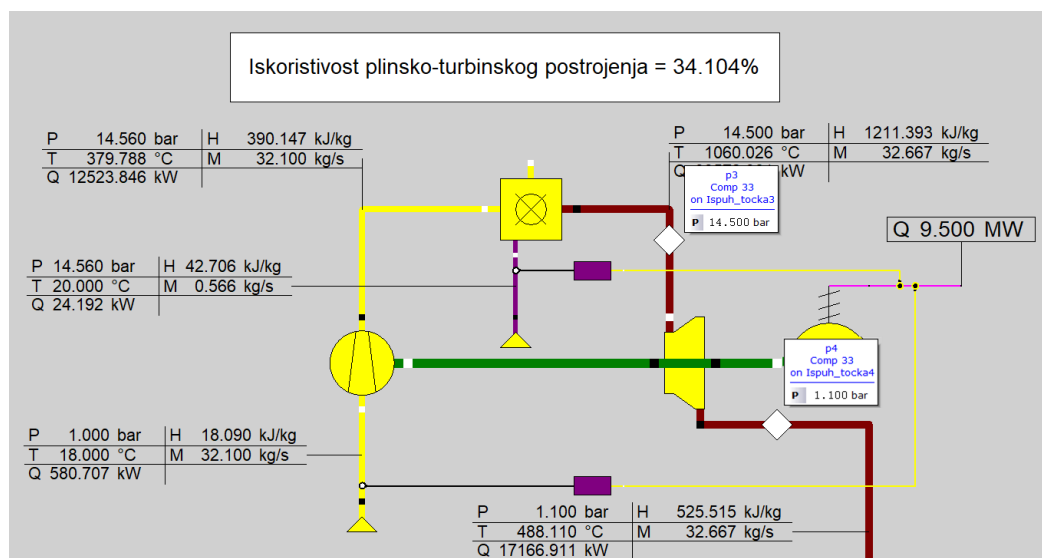 Iskoristivost plinsko-turbinskog postrojenja = 34.104%
P 14.560 bar H 390.147 kJ/kg
T 379.788 °C M 32.100 kg/s
Q 12523.846 kW
P 14.500 bar H 1211.393 kJ/kg
T 1060.026 °C M 32.667 kg/s
Q kW
p3
Comp 33
on Ispuh_tocka3
P 14.500 bar
Q 9.500 MW
P 14.560 bar H 42.706 kJ/kg
T 20.000 °C M 0.566 kg/s
Q 24.192 kW
p4
Comp 33
on Ispuh_tocka4
P 1.100 bar
P 1.000 bar H 18.090 kJ/kg
T 18.000 °C M 32.100 kg/s
Q 580.707 kW
P 1.100 bar H 525.515 kJ/kg
T 488.110 °C M 32.667 kg/s
Q 17166.911 kW